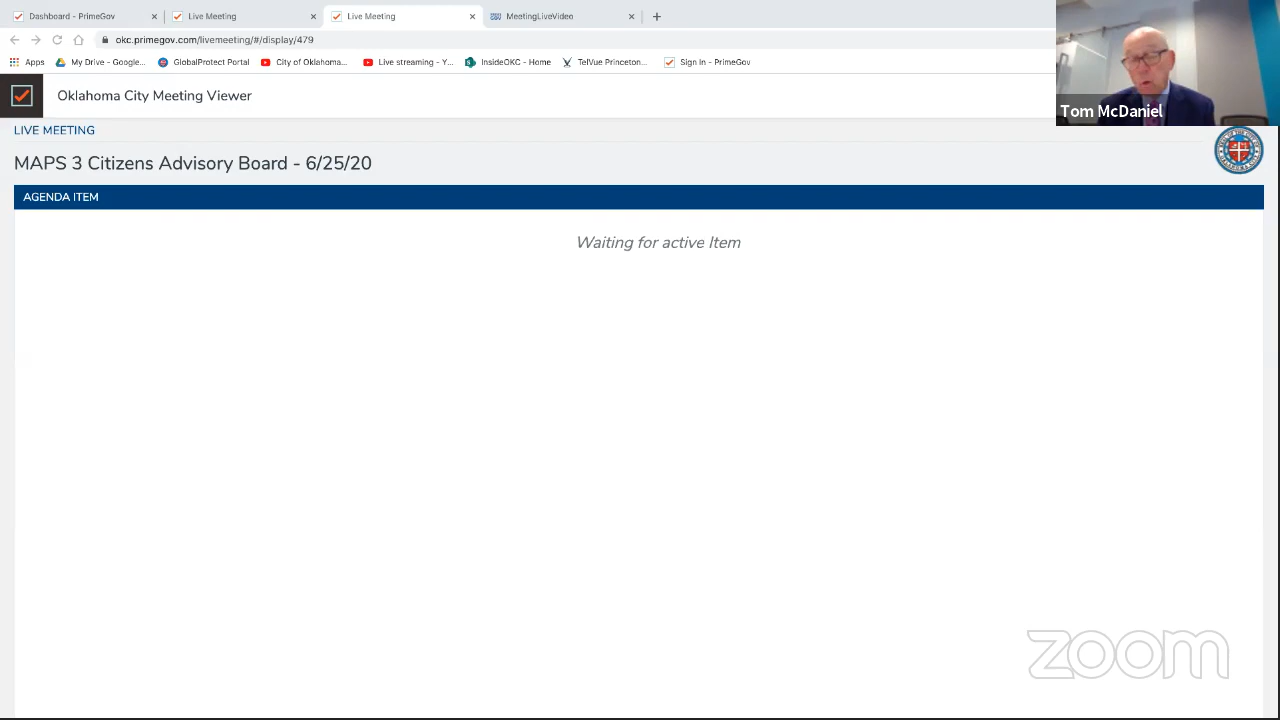 Dashboard - PrimeGov
Live Meeting
Live Meeting
MeetingLiveVideo
okc.primegov.com/livemeeting/#/display/479
Apps
My Drive - Google...
GlobalProtect Portal
City of Oklahoma...
Live streaming - Y...
InsideOKC - Home
TelVue Princeton...
Sign In - PrimeGov
Oklahoma City Meeting Viewer
Tom McDaniel
LIVE MEETING
MAPS 3 Citizens Advisory Board - 6/25/20
AGENDA ITEM
Waiting for active Item
zoom